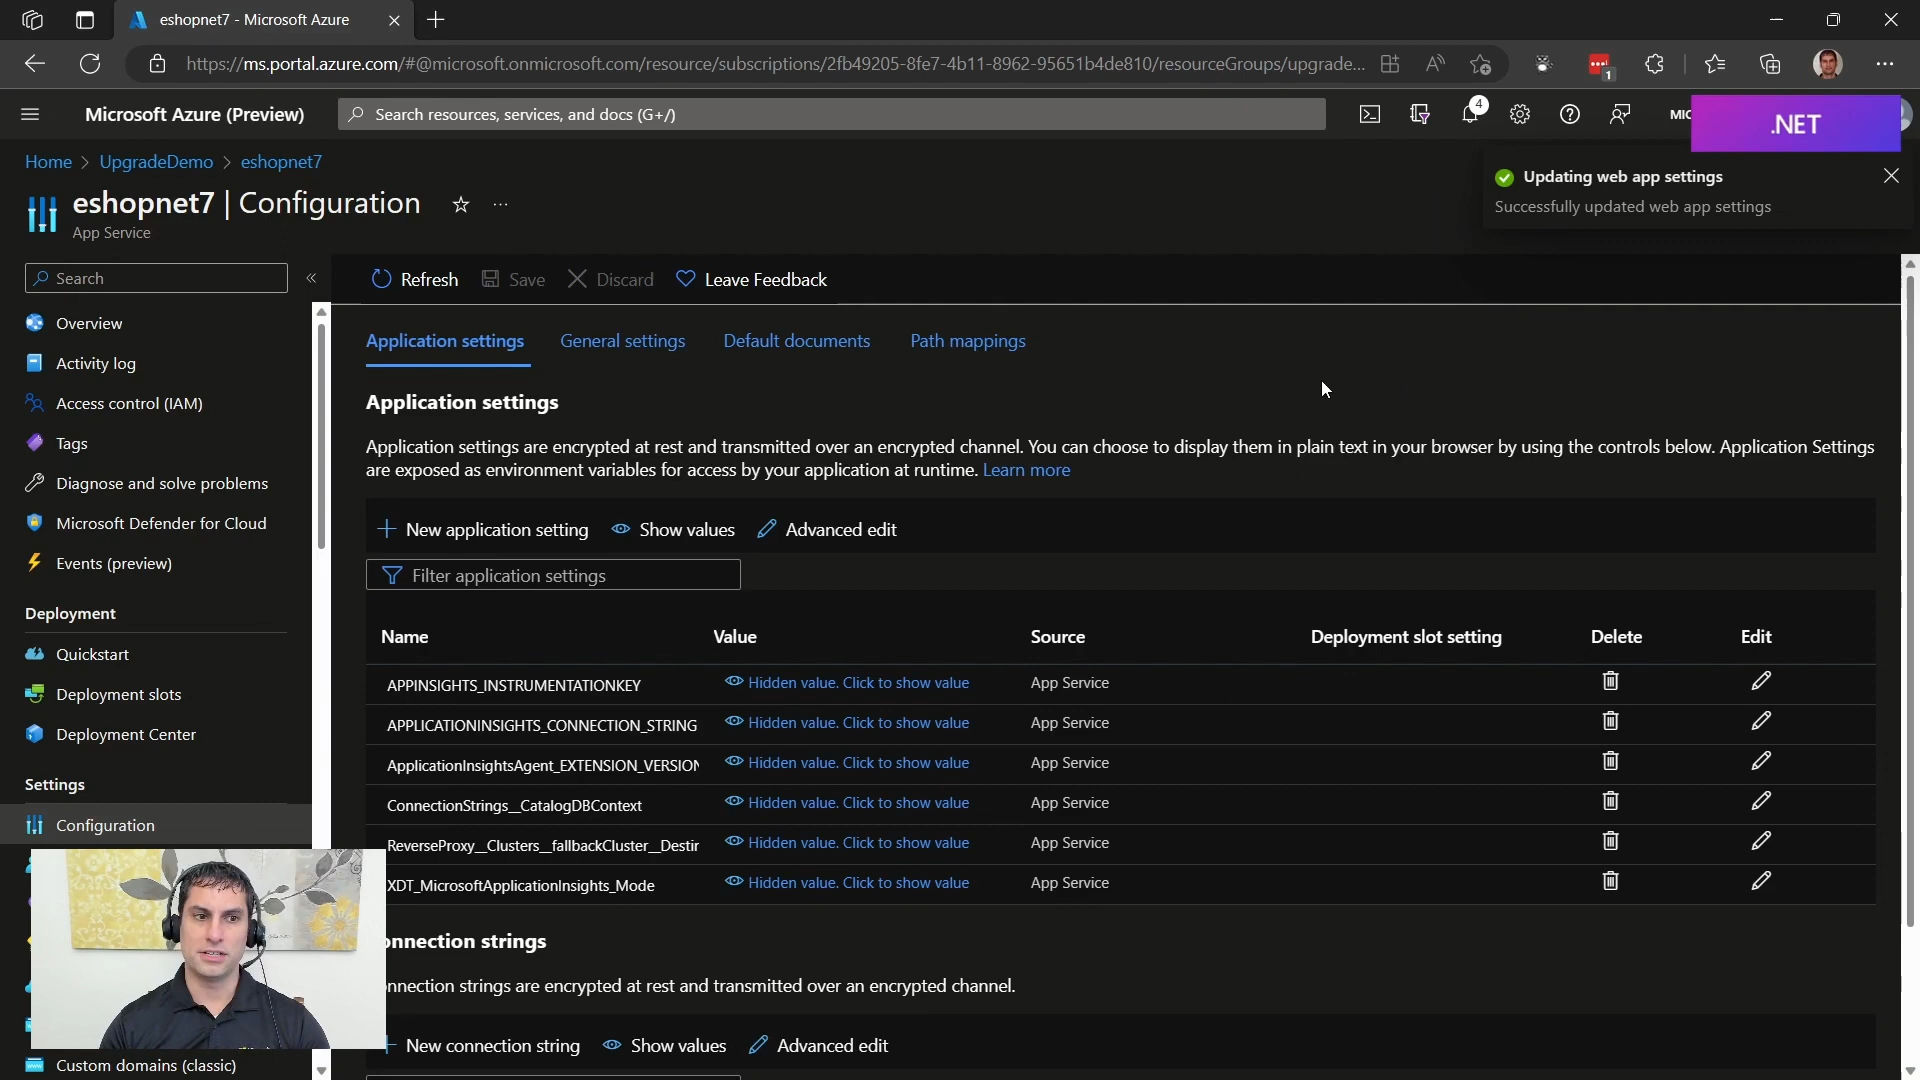 eshopnet7 - Microsoft Azure
https://ms.portal.azure.com/#@microsoft.onmicrosoft.com/resource/subscriptions/2fb49205-8fe7-4b11-8962-95651b4de810/resourceGroups/upgrade...
1
Microsoft Azure (Preview)
Search resources, services, and docs (G+/)
4
MIC
.NET
Home > UpgradeDemo > eshopnet7
Updating web app settings
Successfully updated web app settings
eshopnet7 | Configuration
App Service
Search
Refresh
Save
Discard
Leave Feedback
Overview
Activity log
Access control (IAM)
Tags
Diagnose and solve problems
Microsoft Defender for Cloud
Events (preview)
Deployment
Quickstart
Deployment slots
Deployment Center
Settings
Configuration
Custom domains (classic)
Application settings
General settings
Default documents
Path mappings
Application settings
Application settings are encrypted at rest and transmitted over an encrypted channel. You can choose to display them in plain text in your browser by using the controls below. Application Settings
are exposed as environment variables for access by your application at runtime. Learn more
New application setting
Show values
Advanced edit
Filter application settings
Name Value Source Deployment slot setting Delete Edit
APPINSIGHTS_INSTRUMENTATIONKEY Hidden value. Click to show value App Service
APPLICATIONINSIGHTS_CONNECTION_STRING Hidden value. Click to show value App Service
ApplicationInsightsAgent_EXTENSION_VERSION Hidden value. Click to show value App Service
ConnectionStrings__CatalogDBContext Hidden value. Click to show value App Service
ReverseProxy__Clusters__fallbackCluster__Destir Hidden value. Click to show value App Service
XDT_MicrosoftApplicationInsights_Mode Hidden value. Click to show value App Service
onnection strings
nnection strings are encrypted at rest and transmitted over an encrypted channel.
New connection string
Show values
Advanced edit